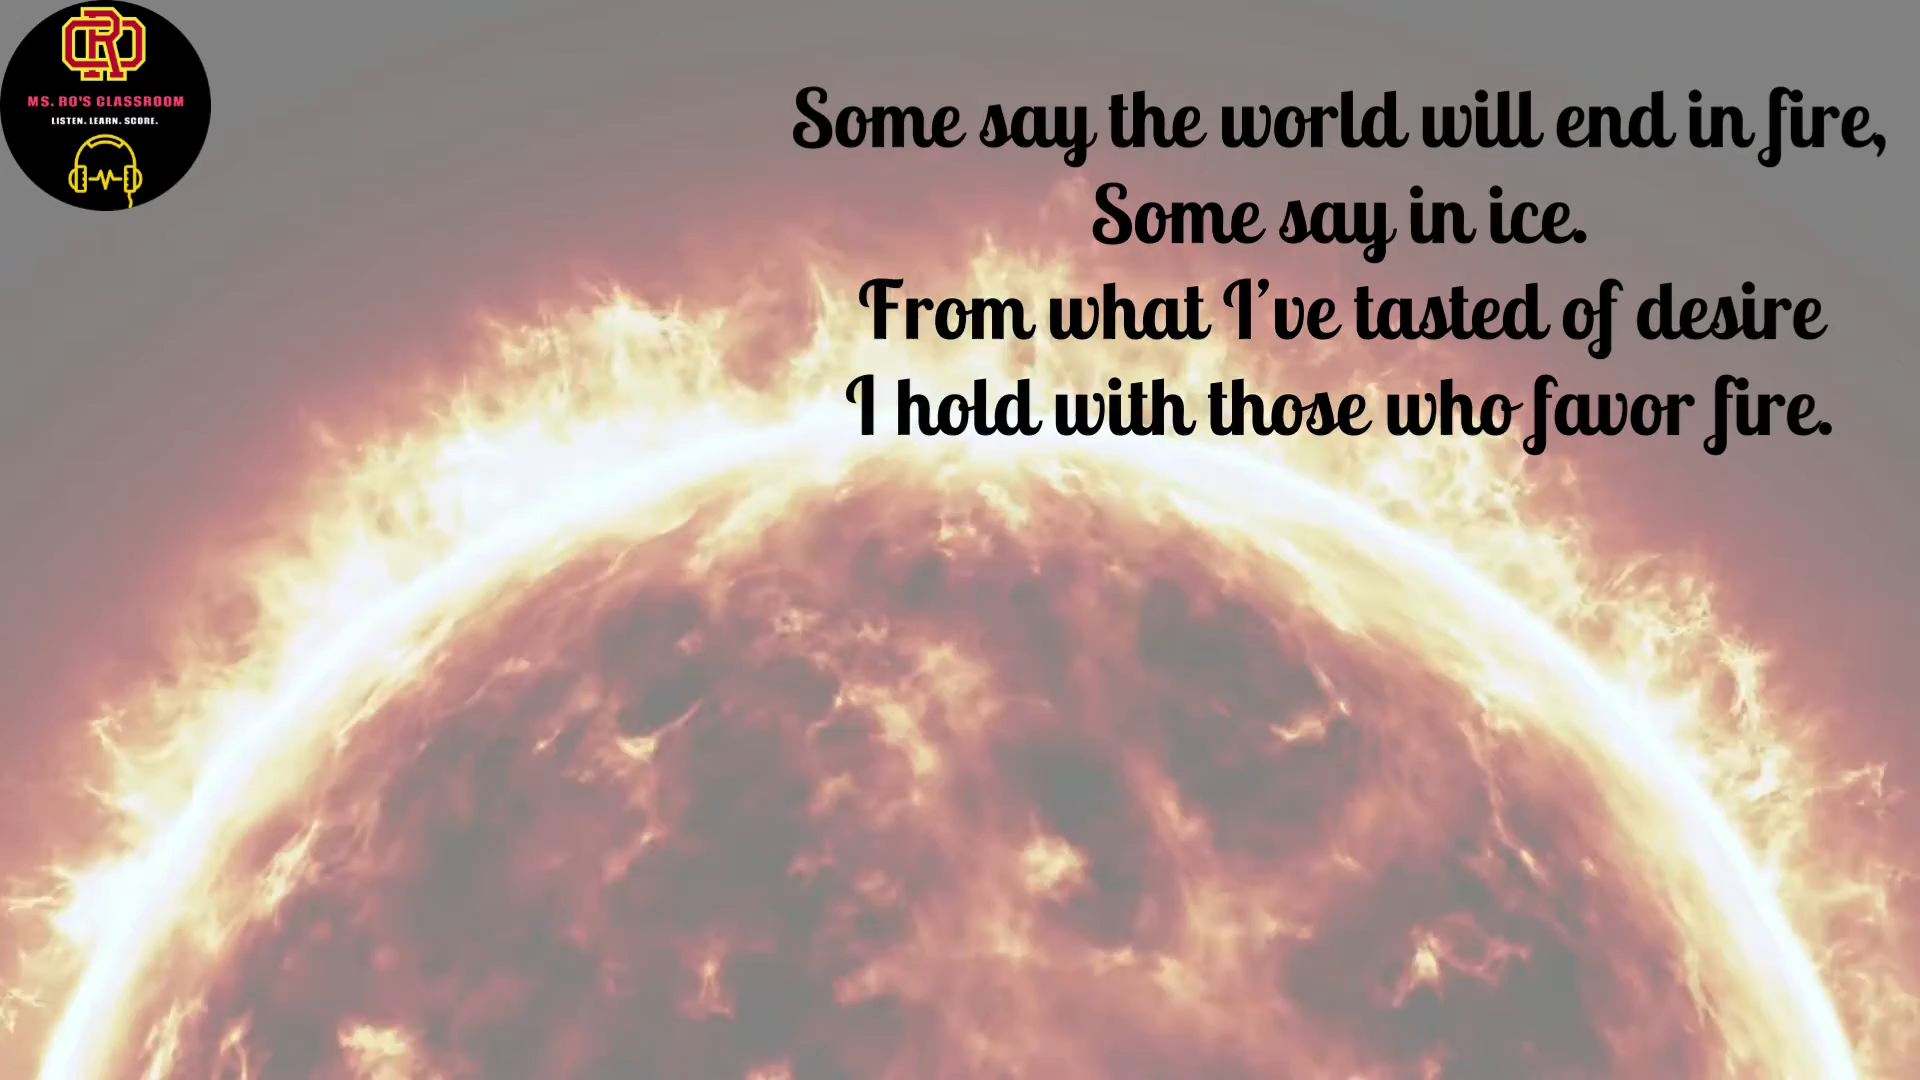 RO
MS. RO'S CLASSROOM
LISTEN. LEARN. SCORE.
Some say the world will end in fire,
Some say in ice.
From what I've tasted of desire
I hold with those who favor fire.